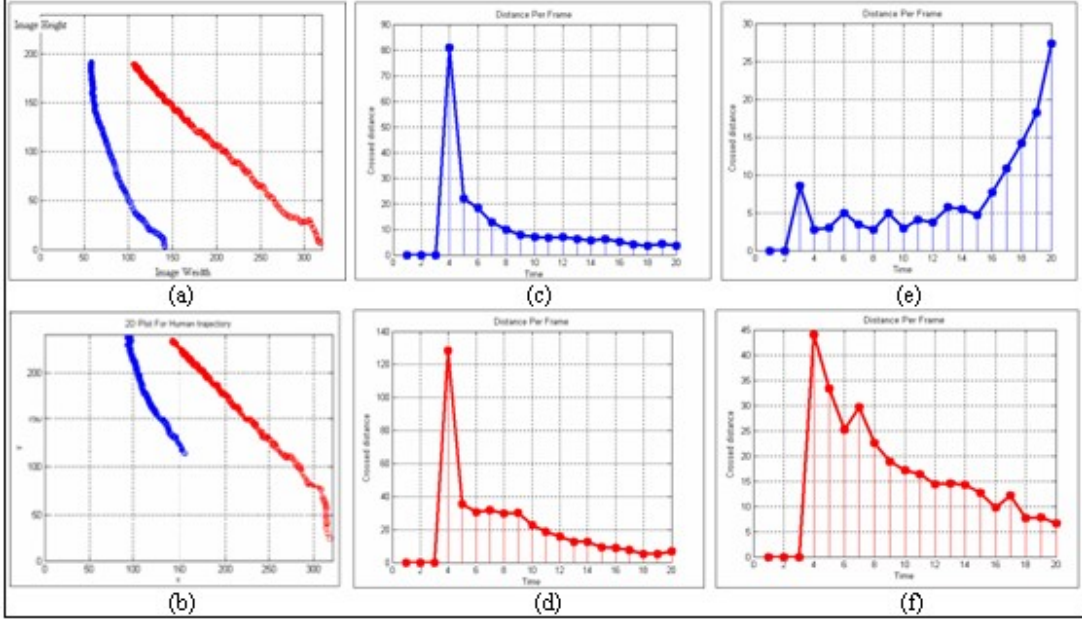 Image Height
200
150
100
50
0
0 50 100 150 200 250 300
Image Weidth
(a)
Distance Per Frame
90
80
70
60
50
40
30
20
10
0
Crossed distance
0 2 4 6 8 10 12 14 16 18 20
Time
(c)
Distance Per Frame
30
25
20
15
10
5
0
Crossed distance
0 2 4 6 8 10 12 14 16 18 20
Time
(e)
2D Plot For Human trajectory
200
100
50
0
0 50 100 150 200 250 300
x
(b)
Distance Per Frame
140
120
100
80
60
40
20
0
Crossed distance
0 2 4 6 8 10 12 14 16 18 20
Time
(d)
Distance Per Frame
45
40
35
30
25
20
15
10
5
0
Crossed distance
0 2 4 6 8 10 12 14 16 18 20
Time
(f)